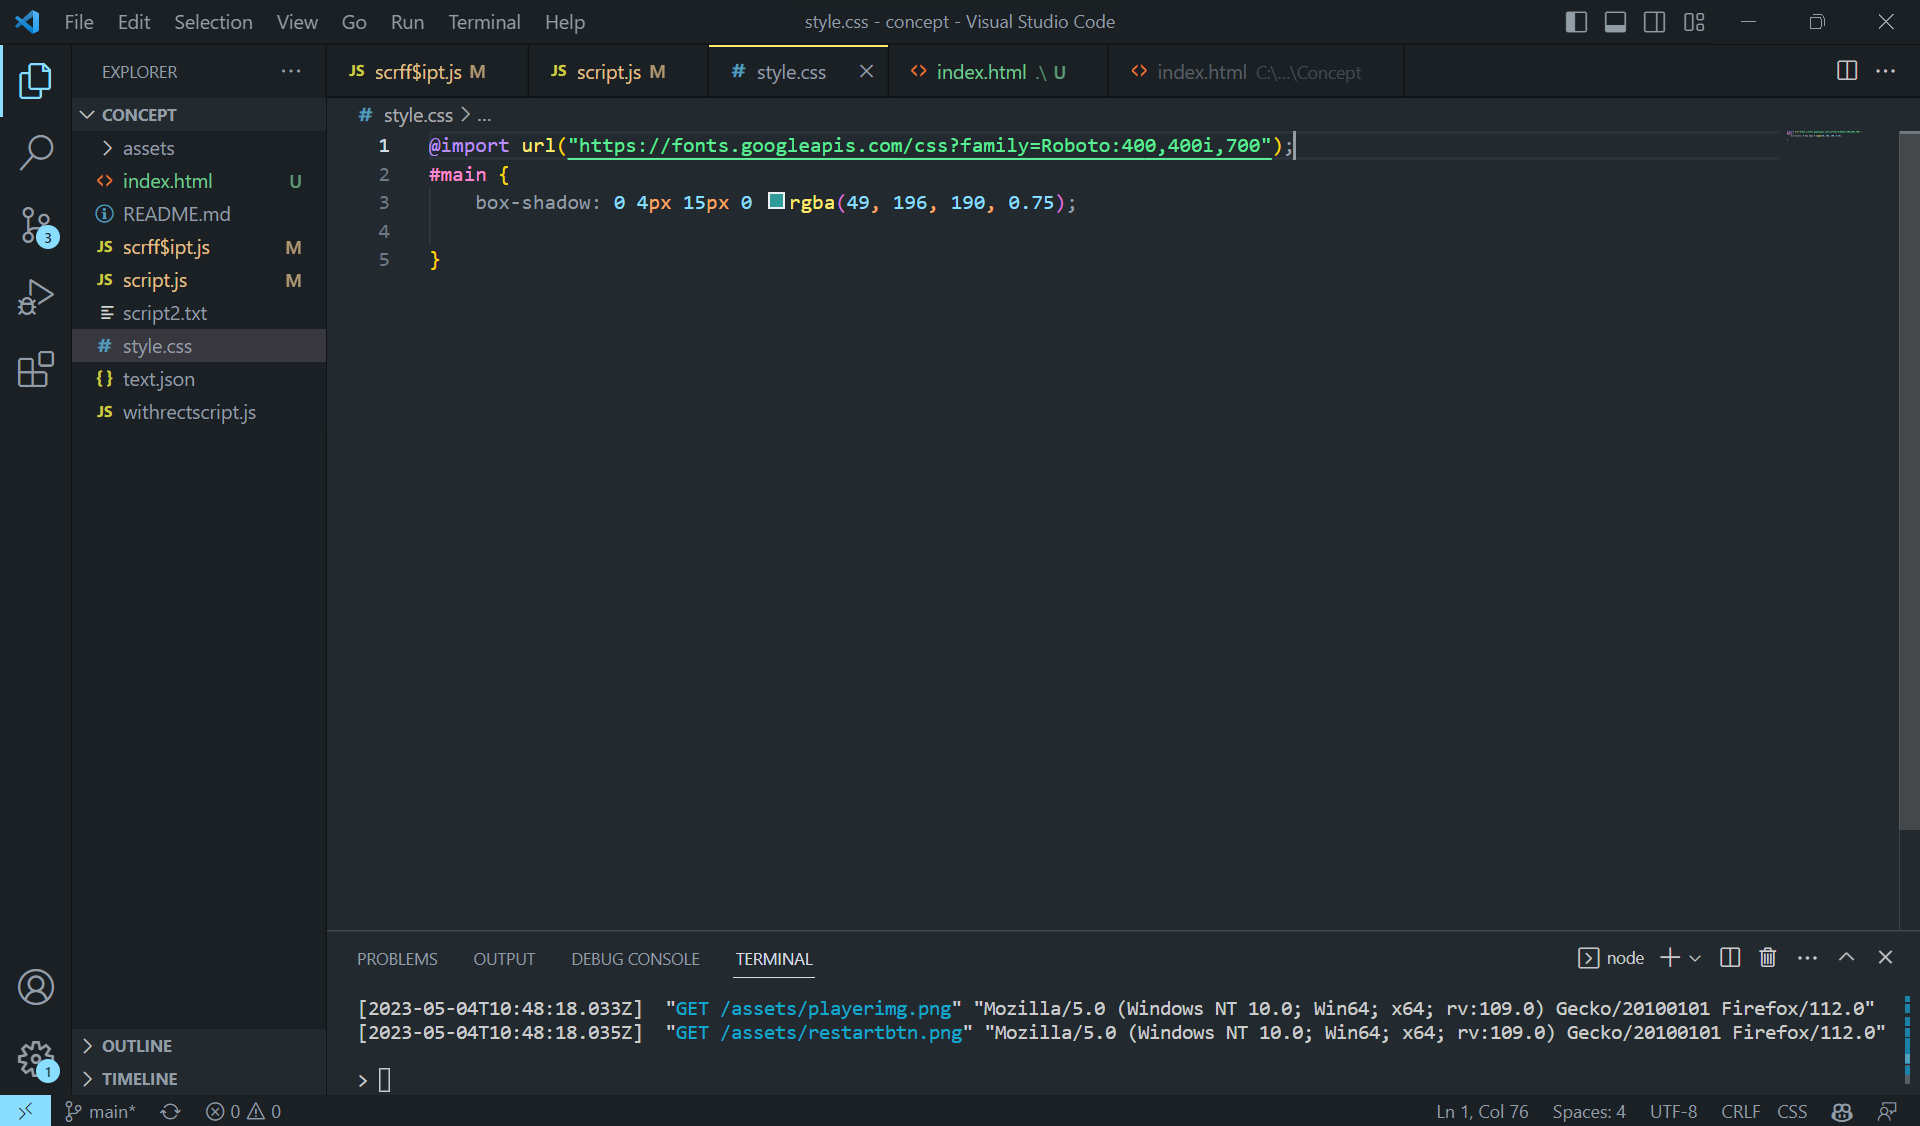 File Edit Selection View Go Run Terminal Help
style.css - concept - Visual Studio Code
EXPLORER
CONCEPT
assets
index.html U
README.md
JS scrff$ipt.js M
JS script.js M
script2.txt
# style.css
{} text.json
JS withrectscript.js
OUTLINE
TIMELINE
3
1
JS scrff$ipt.js M
JS script.js M
# style.css
index.html .\ U
index.html C:\...\Concept
# style.css > ...
1 @import url("https://fonts.googleapis.com/css?family=Roboto:400,400i,700");
2 #main {
3 box-shadow: 0 4px 15px 0 rgba(49, 196, 190, 0.75);
4
5 }
PROBLEMS OUTPUT DEBUG CONSOLE TERMINAL
node
[2023-05-04T10:48:18.033Z] "GET /assets/playerimg.png" "Mozilla/5.0 (Windows NT 10.0; Win64; x64; rv:109.0) Gecko/20100101 Firefox/112.0"
[2023-05-04T10:48:18.035Z] "GET /assets/restartbtn.png" "Mozilla/5.0 (Windows NT 10.0; Win64; x64; rv:109.0) Gecko/20100101 Firefox/112.0"
>
main* 0 0
Ln 1, Col 76 Spaces: 4 UTF-8 CRLF CSS